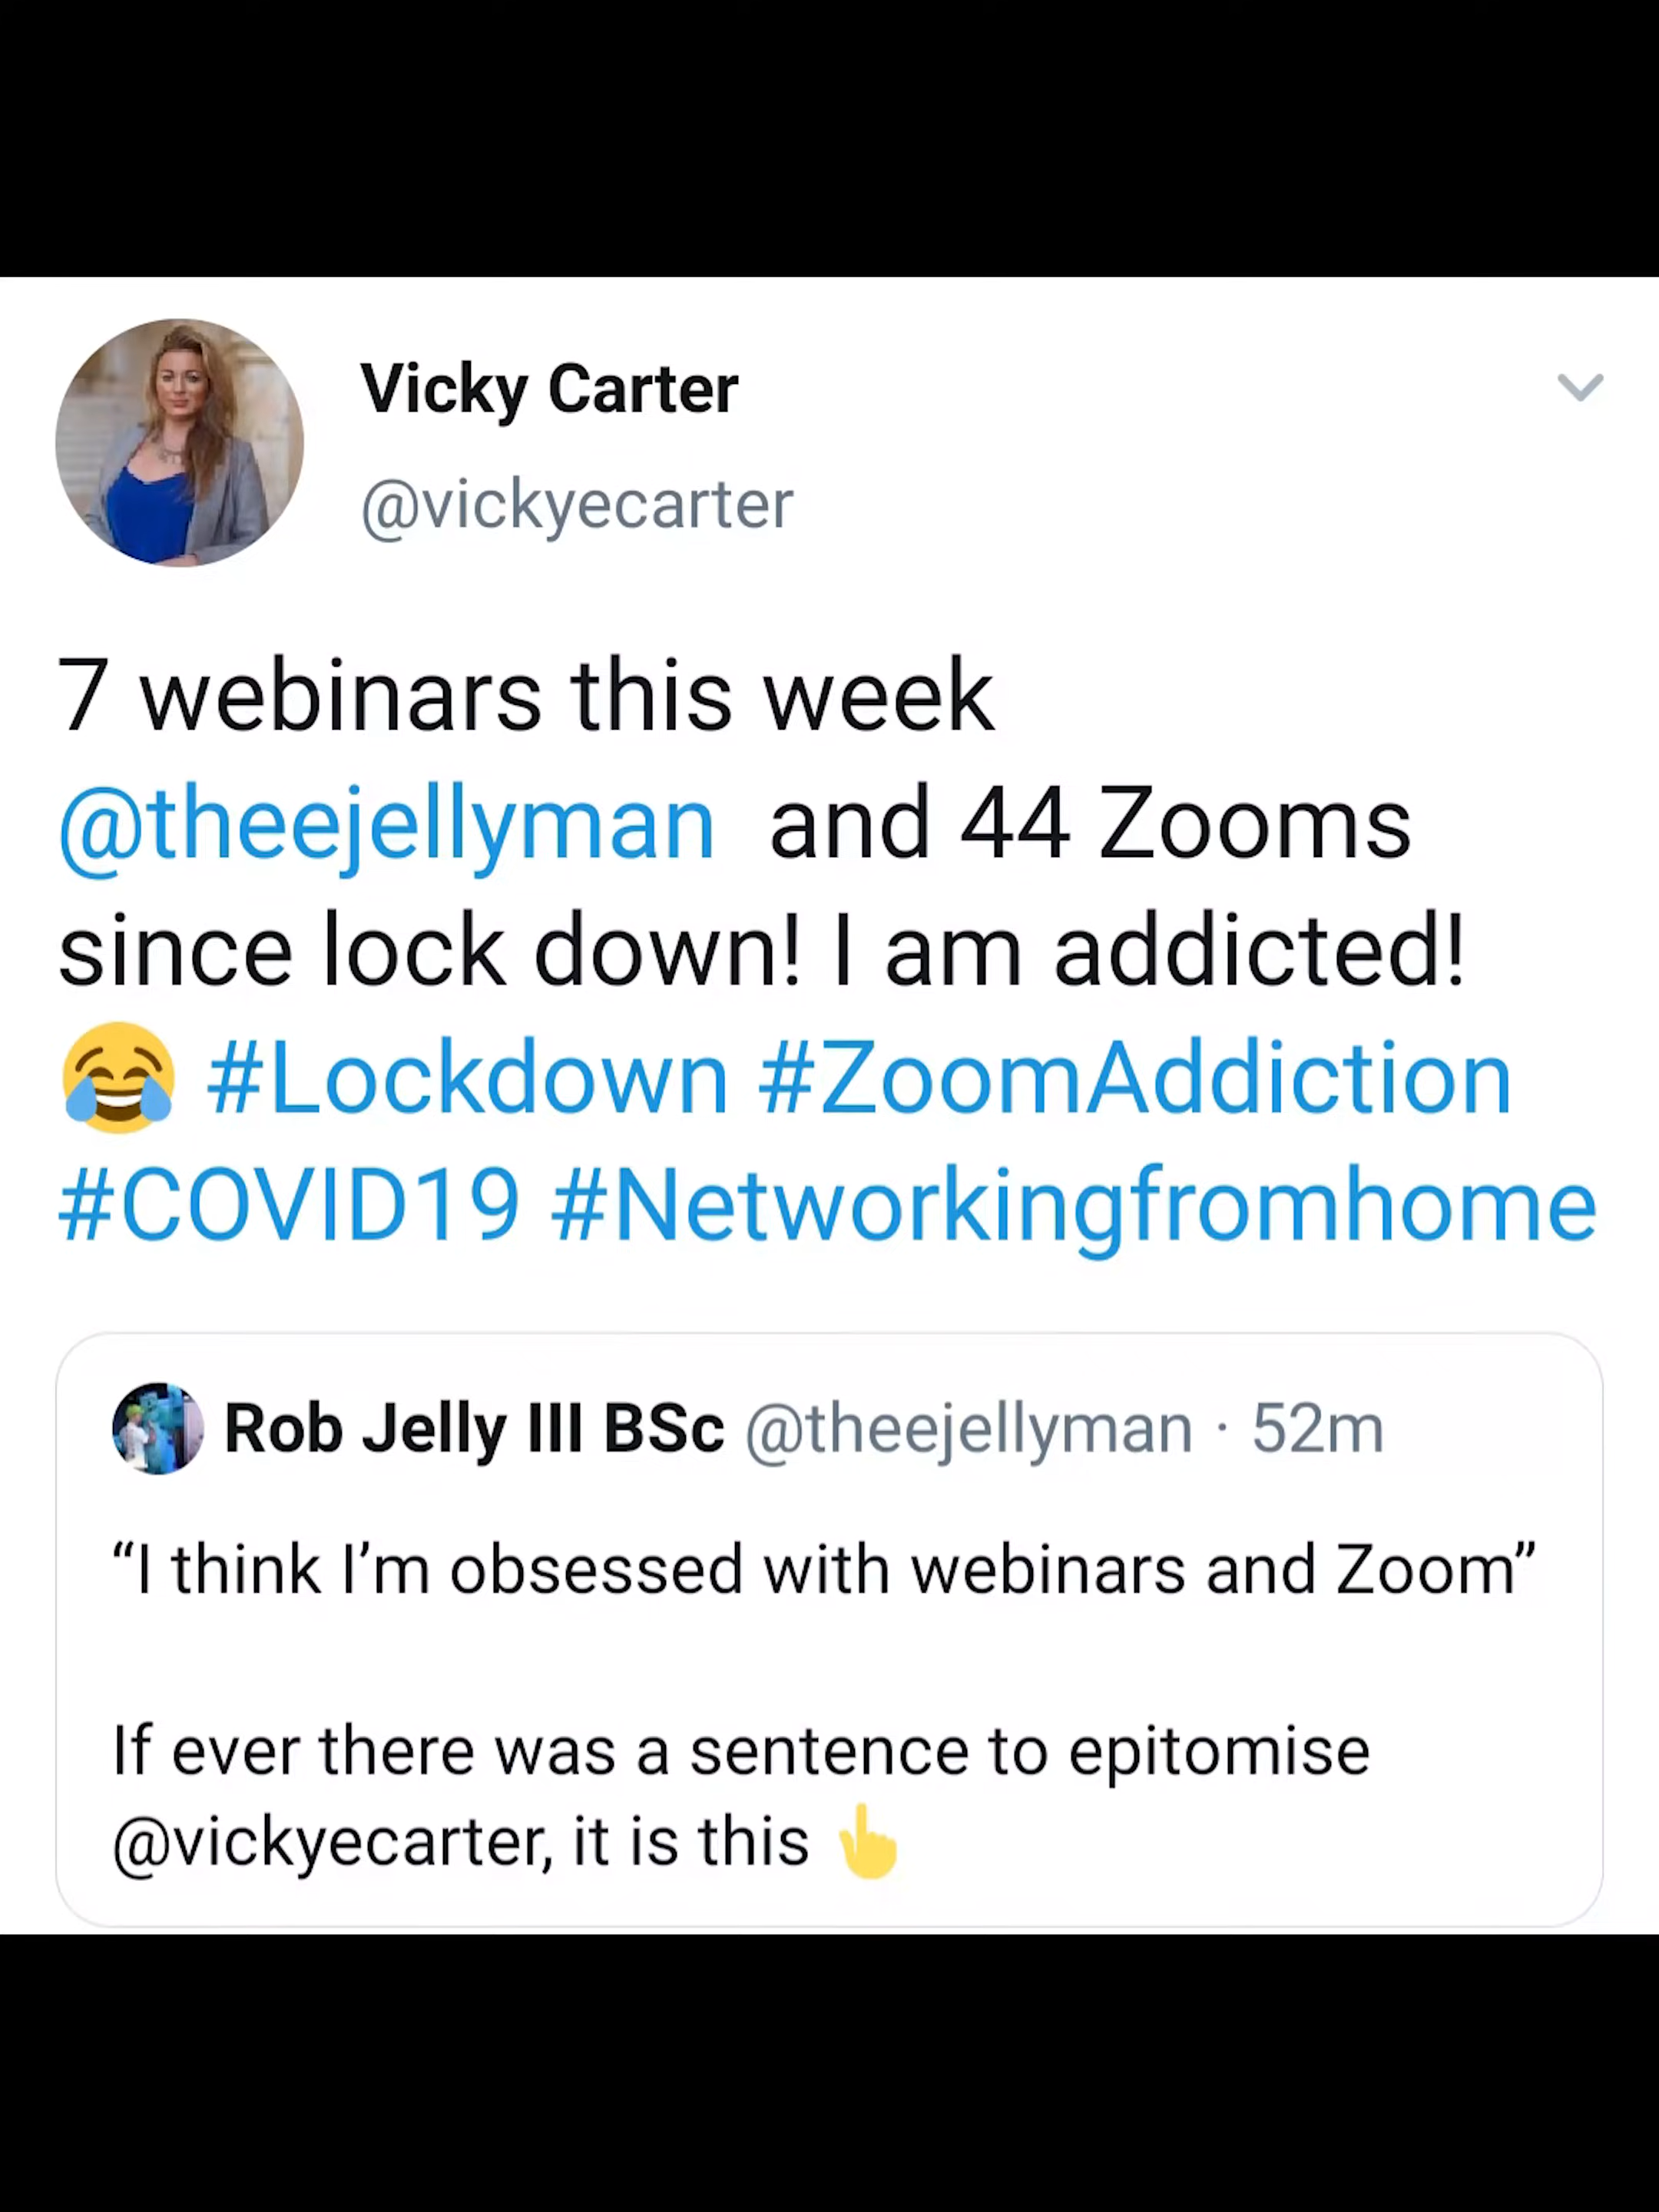 Vicky Carter
@vickyecarter
7 webinars this week
@theejellyman and 44 Zooms
since lock down! I am addicted!
😂 #Lockdown #ZoomAddiction
#COVID19 #Networkingfromhome
Rob Jelly III BSc @theejellyman · 52m
“I think I’m obsessed with webinars and Zoom”
If ever there was a sentence to epitomise
@vickyecarter, it is this 👆